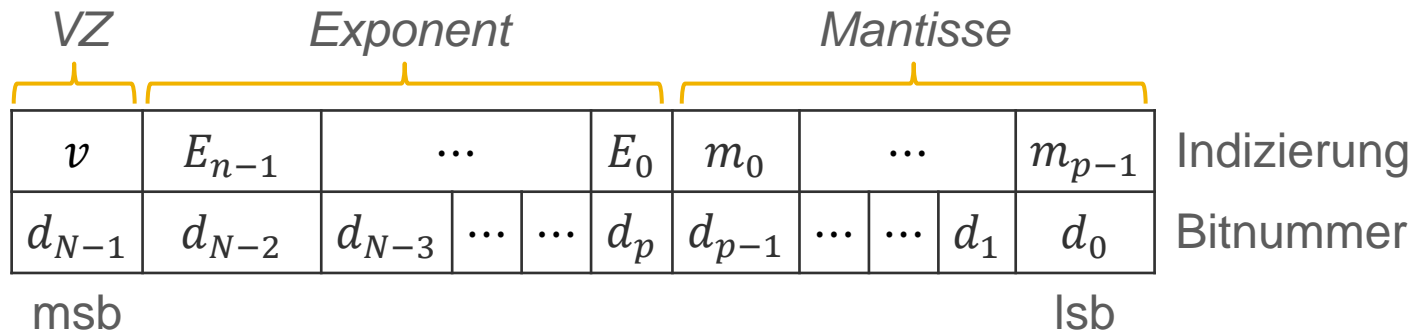 VZ Exponent Mantisse
v E_{n-1} ⋯ E_0 m_0 ⋯ m_{p-1} Indizierung
d_{N-1} d_{N-2} d_{N-3} ⋯ ⋯ d_p d_{p-1} ⋯ ⋯ d_1 d_0 Bitnummer
msb lsb